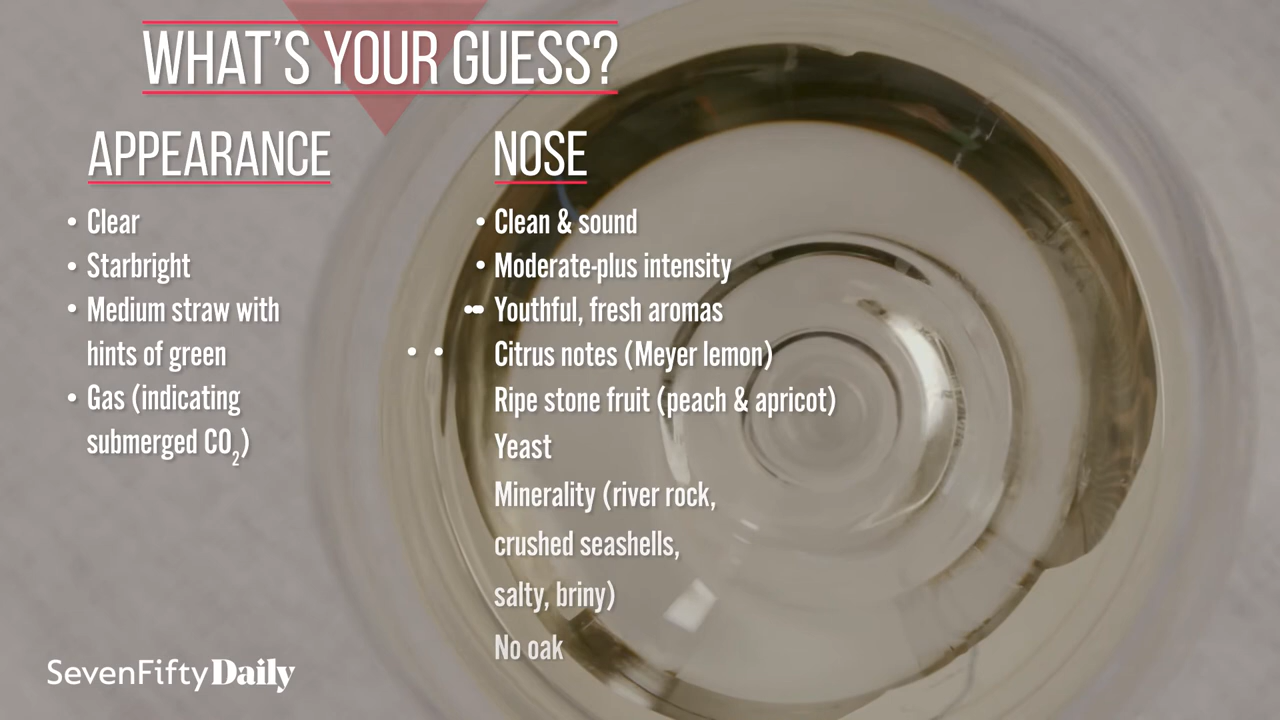 WHAT'S YOUR GUESS?
APPEARANCE
• Clear
• Starbright
• Medium straw with
hints of green
• Gas (indicating
submerged CO₂)
NOSE
• Clean & sound
• Moderate-plus intensity
Youthful, fresh aromas
Citrus notes (Meyer lemon)
Ripe stone fruit (peach & apricot)
Yeast
Minerality (river rock,
crushed seashells,
salty, briny)
No oak
SevenFifty Daily